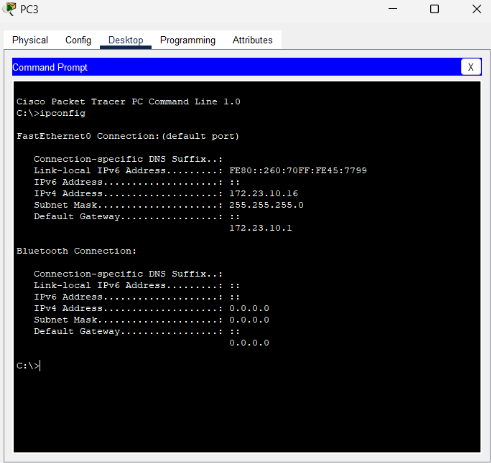 PC3
Physical Config Desktop Programming Attributes
Command Prompt X
Cisco Packet Tracer PC Command Line 1.0
C:\>ipconfig
FastEthernet0 Connection:(default port)
Connection-specific DNS Suffix..:
Link-local IPv6 Address.........: FE80::260:70FF:FE45:7799
IPv6 Address....................: ::
IPv4 Address....................: 172.23.10.16
Subnet Mask.....................: 255.255.255.0
Default Gateway.................: ::
172.23.10.1
Bluetooth Connection:
Connection-specific DNS Suffix..:
Link-local IPv6 Address.........: ::
IPv6 Address....................: ::
IPv4 Address....................: 0.0.0.0
Subnet Mask.....................: 0.0.0.0
Default Gateway.................: ::
0.0.0.0
C:\>